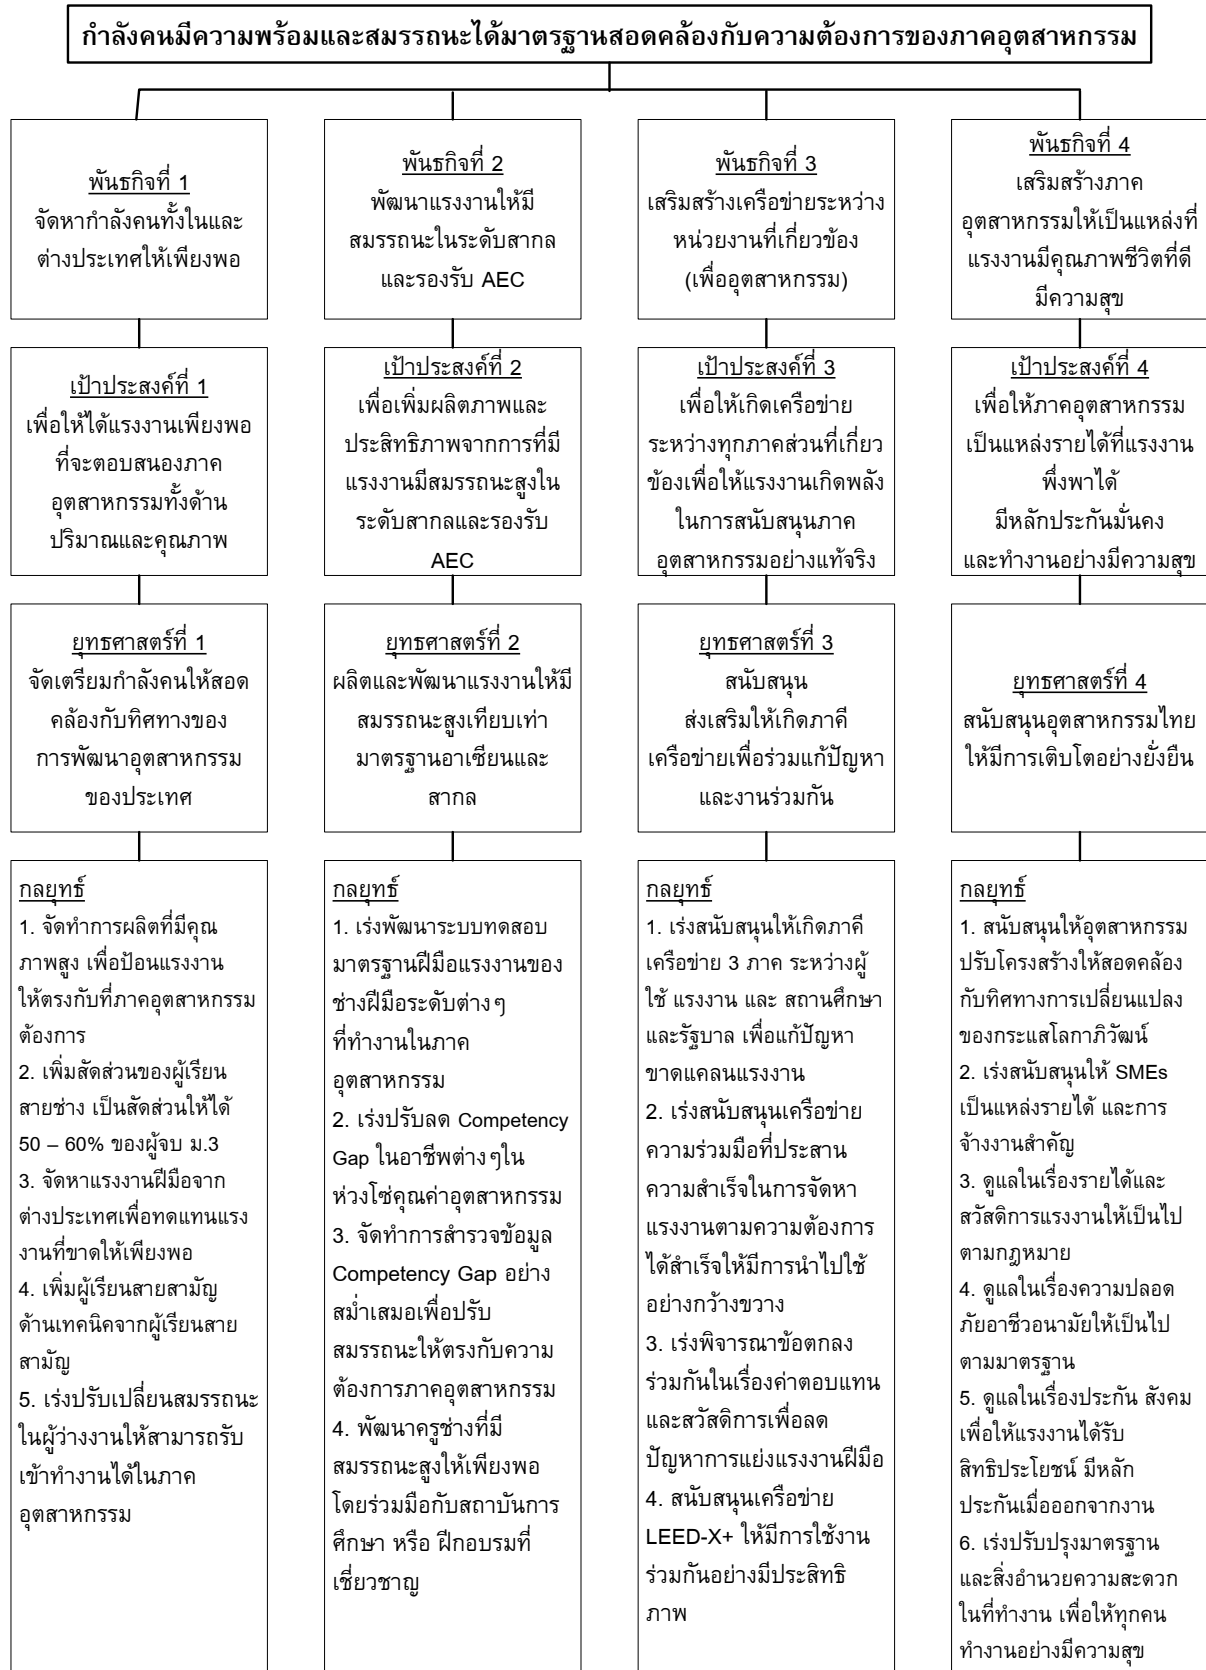 กำลังคนมีความพร้อมและสมรรถนะได้มาตรฐานสอดคล้องกับความต้องการของภาคอุตสาหกรรม
พันธกิจที่ 1
จัดหากำลังคนทั้งในและ
ต่างประเทศให้เพียงพอ
พันธกิจที่ 2
พัฒนาแรงงานให้มี
สมรรถนะในระดับสากล
และรองรับ AEC
พันธกิจที่ 3
เสริมสร้างเครือข่ายระหว่าง
หน่วยงานที่เกี่ยวข้อง
(เพื่ออุตสาหกรรม)
พันธกิจที่ 4
เสริมสร้างภาค
อุตสาหกรรมให้เป็นแหล่งที่
แรงงานมีคุณภาพชีวิตที่ดี
มีความสุข
เป้าประสงค์ที่ 1
เพื่อให้ได้แรงงานเพียงพอ
ที่จะตอบสนองภาค
อุตสาหกรรมทั้งด้าน
ปริมาณและคุณภาพ
เป้าประสงค์ที่ 2
เพื่อเพิ่มผลิตภาพและ
ประสิทธิภาพจากการที่มี
แรงงานมีสมรรถนะสูงใน
ระดับสากลและรองรับ
AEC
เป้าประสงค์ที่ 3
เพื่อให้เกิดเครือข่าย
ระหว่างทุกภาคส่วนที่เกี่ยว
ข้องเพื่อให้แรงงานเกิดพลัง
ในการสนับสนุนภาค
อุตสาหกรรมอย่างแท้จริง
เป้าประสงค์ที่ 4
เพื่อให้ภาคอุตสาหกรรม
เป็นแหล่งรายได้ที่แรงงาน
พึ่งพาได้
มีหลักประกันมั่นคง
และทำงานอย่างมีความสุข
ยุทธศาสตร์ที่ 1
จัดเตรียมกำลังคนให้สอด
คล้องกับทิศทางของ
การพัฒนาอุตสาหกรรม
ของประเทศ
ยุทธศาสตร์ที่ 2
ผลิตและพัฒนาแรงงานให้มี
สมรรถนะสูงเทียบเท่า
มาตรฐานอาเซียนและ
สากล
ยุทธศาสตร์ที่ 3
สนับสนุน
ส่งเสริมให้เกิดภาคี
เครือข่ายเพื่อร่วมแก้ปัญหา
และงานร่วมกัน
ยุทธศาสตร์ที่ 4
สนับสนุนอุตสาหกรรมไทย
ให้มีการเติบโตอย่างยั่งยืน
กลยุทธ์
1. จัดทำการผลิตที่มีคุณ
ภาพสูง เพื่อป้อนแรงงาน
ให้ตรงกับที่ภาคอุตสาหกรรม
ต้องการ
2. เพิ่มสัดส่วนของผู้เรียน
สายช่าง เป็นสัดส่วนให้ได้
50 – 60% ของผู้จบ ม.3
3. จัดหาแรงงานฝีมือจาก
ต่างประเทศเพื่อทดแทนแรง
งานที่ขาดให้เพียงพอ
4. เพิ่มผู้เรียนสายสามัญ
ด้านเทคนิคจากผู้เรียนสาย
สามัญ
5. เร่งปรับเปลี่ยนสมรรถนะ
ในผู้ว่างงานให้สามารถรับ
เข้าทำงานได้ในภาค
อุตสาหกรรม
กลยุทธ์
1. เร่งพัฒนาระบบทดสอบ
มาตรฐานฝีมือแรงงานของ
ช่างฝีมือระดับต่างๆ
ที่ทำงานในภาค
อุตสาหกรรม
2. เร่งปรับลด Competency
Gap ในอาชีพต่างๆใน
ห่วงโซ่คุณค่าอุตสาหกรรม
3. จัดทำการสำรวจข้อมูล
Competency Gap อย่าง
สม่ำเสมอเพื่อปรับ
สมรรถนะให้ตรงกับความ
ต้องการภาคอุตสาหกรรม
4. พัฒนาครูช่างที่มี
สมรรถนะสูงให้เพียงพอ
โดยร่วมมือกับสถาบันการ
ศึกษา หรือ ฝึกอบรมที่
เชี่ยวชาญ
กลยุทธ์
1. เร่งสนับสนุนให้เกิดภาคี
เครือข่าย 3 ภาค ระหว่างผู้
ใช้ แรงงาน และ สถานศึกษา
และรัฐบาล เพื่อแก้ปัญหา
ขาดแคลนแรงงาน
2. เร่งสนับสนุนเครือข่าย
ความร่วมมือที่ประสาน
ความสำเร็จในการจัดหา
แรงงานตามความต้องการ
ได้สำเร็จให้มีการนำไปใช้
อย่างกว้างขวาง
3. เร่งพิจารณาข้อตกลง
ร่วมกันในเรื่องค่าตอบแทน
และสวัสดิการเพื่อลด
ปัญหาการแย่งแรงงานฝีมือ
4. สนับสนุนเครือข่าย
LEED-X+ ให้มีการใช้งาน
ร่วมกันอย่างมีประสิทธิ
ภาพ
กลยุทธ์
1. สนับสนุนให้อุตสาหกรรม
ปรับโครงสร้างให้สอดคล้อง
กับทิศทางการเปลี่ยนแปลง
ของกระแสโลกาภิวัฒน์
2. เร่งสนับสนุนให้ SMEs
เป็นแหล่งรายได้ และการ
จ้างงานสำคัญ
3. ดูแลในเรื่องรายได้และ
สวัสดิการแรงงานให้เป็นไป
ตามกฎหมาย
4. ดูแลในเรื่องความปลอด
ภัยอาชีวอนามัยให้เป็นไป
ตามมาตรฐาน
5. ดูแลในเรื่องประกัน สังคม
เพื่อให้แรงงานได้รับ
สิทธิประโยชน์ มีหลัก
ประกันเมื่อออกจากงาน
6. เร่งปรับปรุงมาตรฐาน
และสิ่งอำนวยความสะดวก
ในที่ทำงาน เพื่อให้ทุกคน
ทำงานอย่างมีความสุข